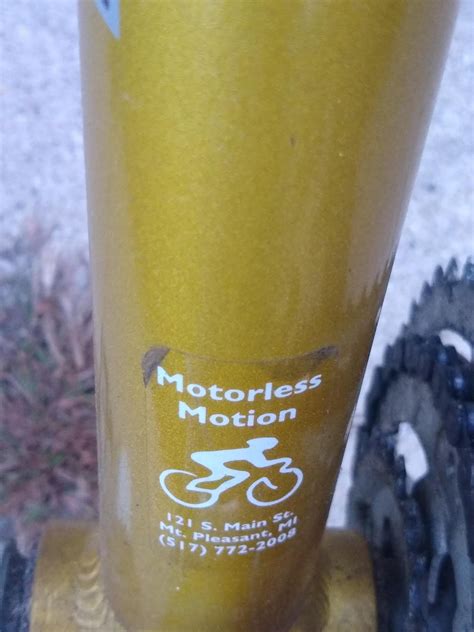 Motorless
Motion
121 S. Main St.
Mt. Pleasant, MI
(517) 772-2008